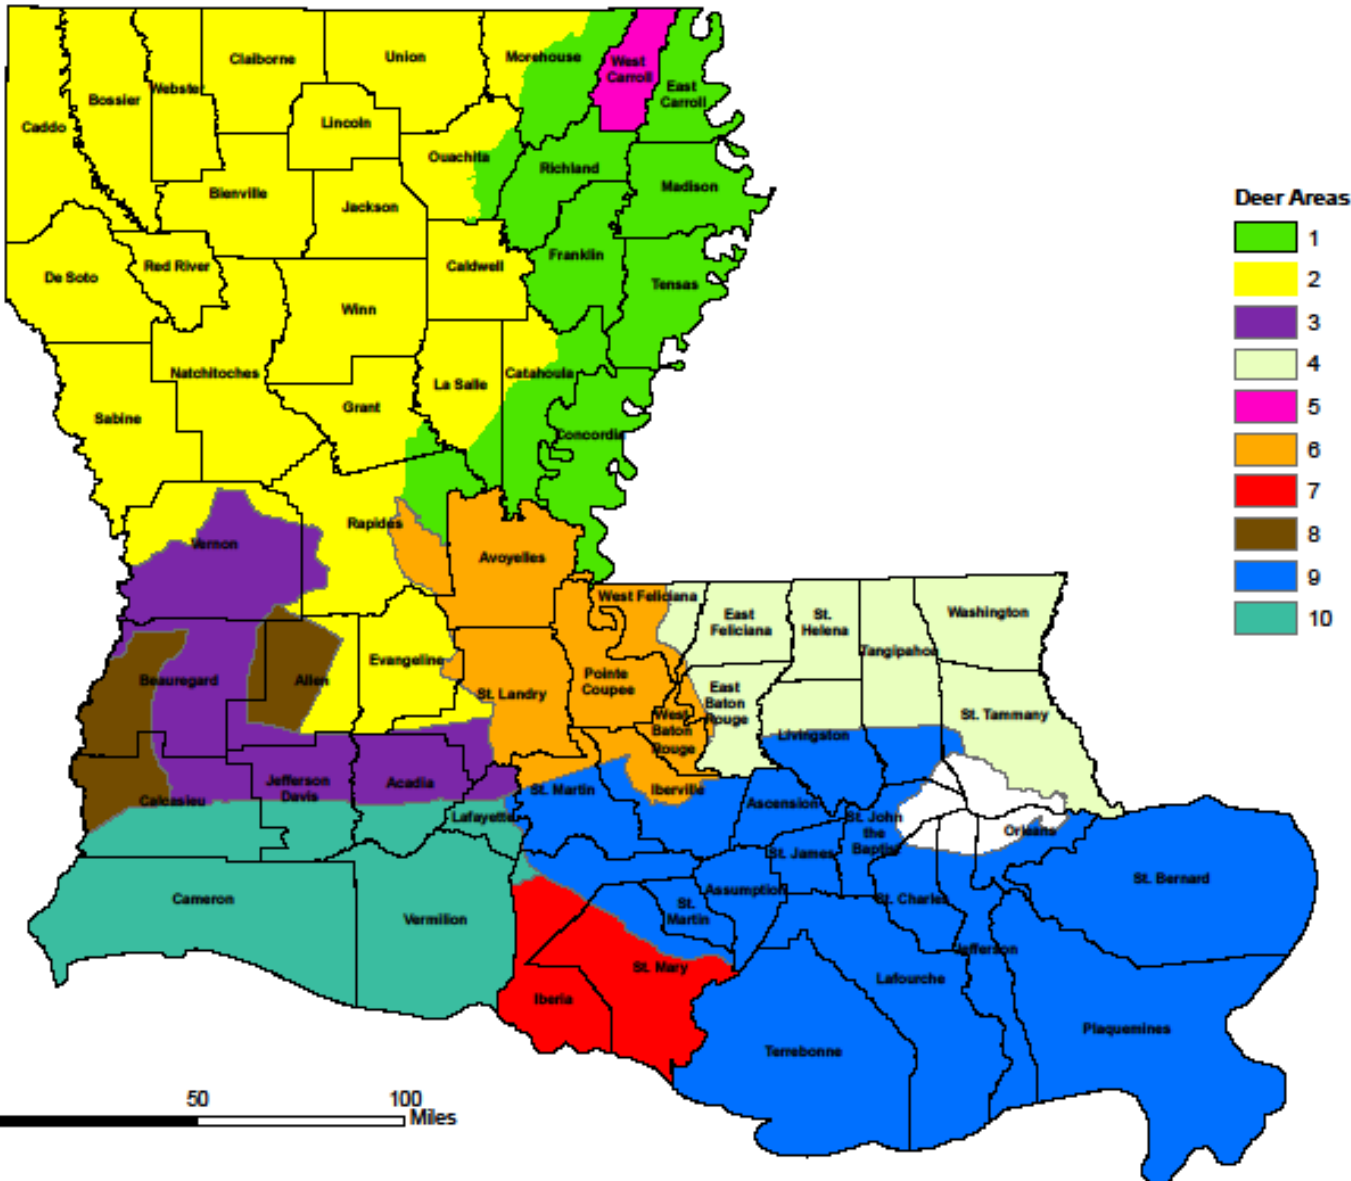 Claiborne
Union
Morehouse
West
Carroll
East
Carroll
Webster
Bossier
Caddo
Lincoln
Ouachita
Richland
Madison
Bienville
Jackson
Franklin
De Soto
Red River
Caldwell
Tensas
Winn
Natchitoches
La Salle
Catahoula
Sabine
Grant
Concordia
Rapides
Vernon
Avoyelles
West Feliciana
East
Feliciana
St.
Helena
Washington
Tangipahoa
Evangeline
Beauregard
Allen
St. Landry
Pointe
Coupee
East
Baton
Rouge
West
Baton
Rouge
St. Tammany
Livingston
Jefferson
Davis
Acadia
Calcasieu
Lafayette
St. Martin
Iberville
Ascension
St. John
the
Baptist
Orleans
St. James
St. Bernard
Cameron
Vermilion
Assumption
St.
Martin
St. Charles
Jefferson
St. Mary
Lafourche
Iberia
Terrebonne
Plaquemines
Deer Areas
1
2
3
4
5
6
7
8
9
10
50 100
Miles